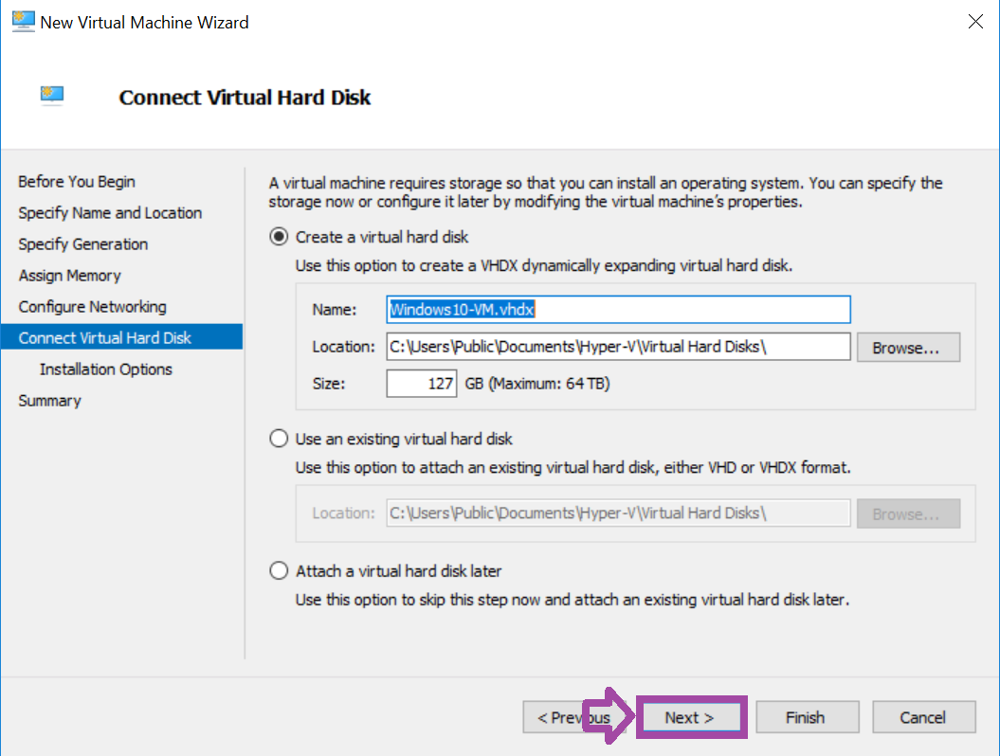 New Virtual Machine Wizard
Connect Virtual Hard Disk
Before You Begin
Specify Name and Location
Specify Generation
Assign Memory
Configure Networking
Connect Virtual Hard Disk
Installation Options
Summary
A virtual machine requires storage so that you can install an operating system. You can specify the
storage now or configure it later by modifying the virtual machine's properties.
Create a virtual hard disk
Use this option to create a VHDX dynamically expanding virtual hard disk.
Name: Windows10-VM.vhdx
Location: C:\Users\Public\Documents\Hyper-V\Virtual Hard Disks\ Browse...
Size: 127 GB (Maximum: 64 TB)
Use an existing virtual hard disk
Use this option to attach an existing virtual hard disk, either VHD or VHDX format.
Location: C:\Users\Public\Documents\Hyper-V\Virtual Hard Disks\ Browse...
Attach a virtual hard disk later
Use this option to skip this step now and attach an existing virtual hard disk later.
< Previous Next > Finish Cancel